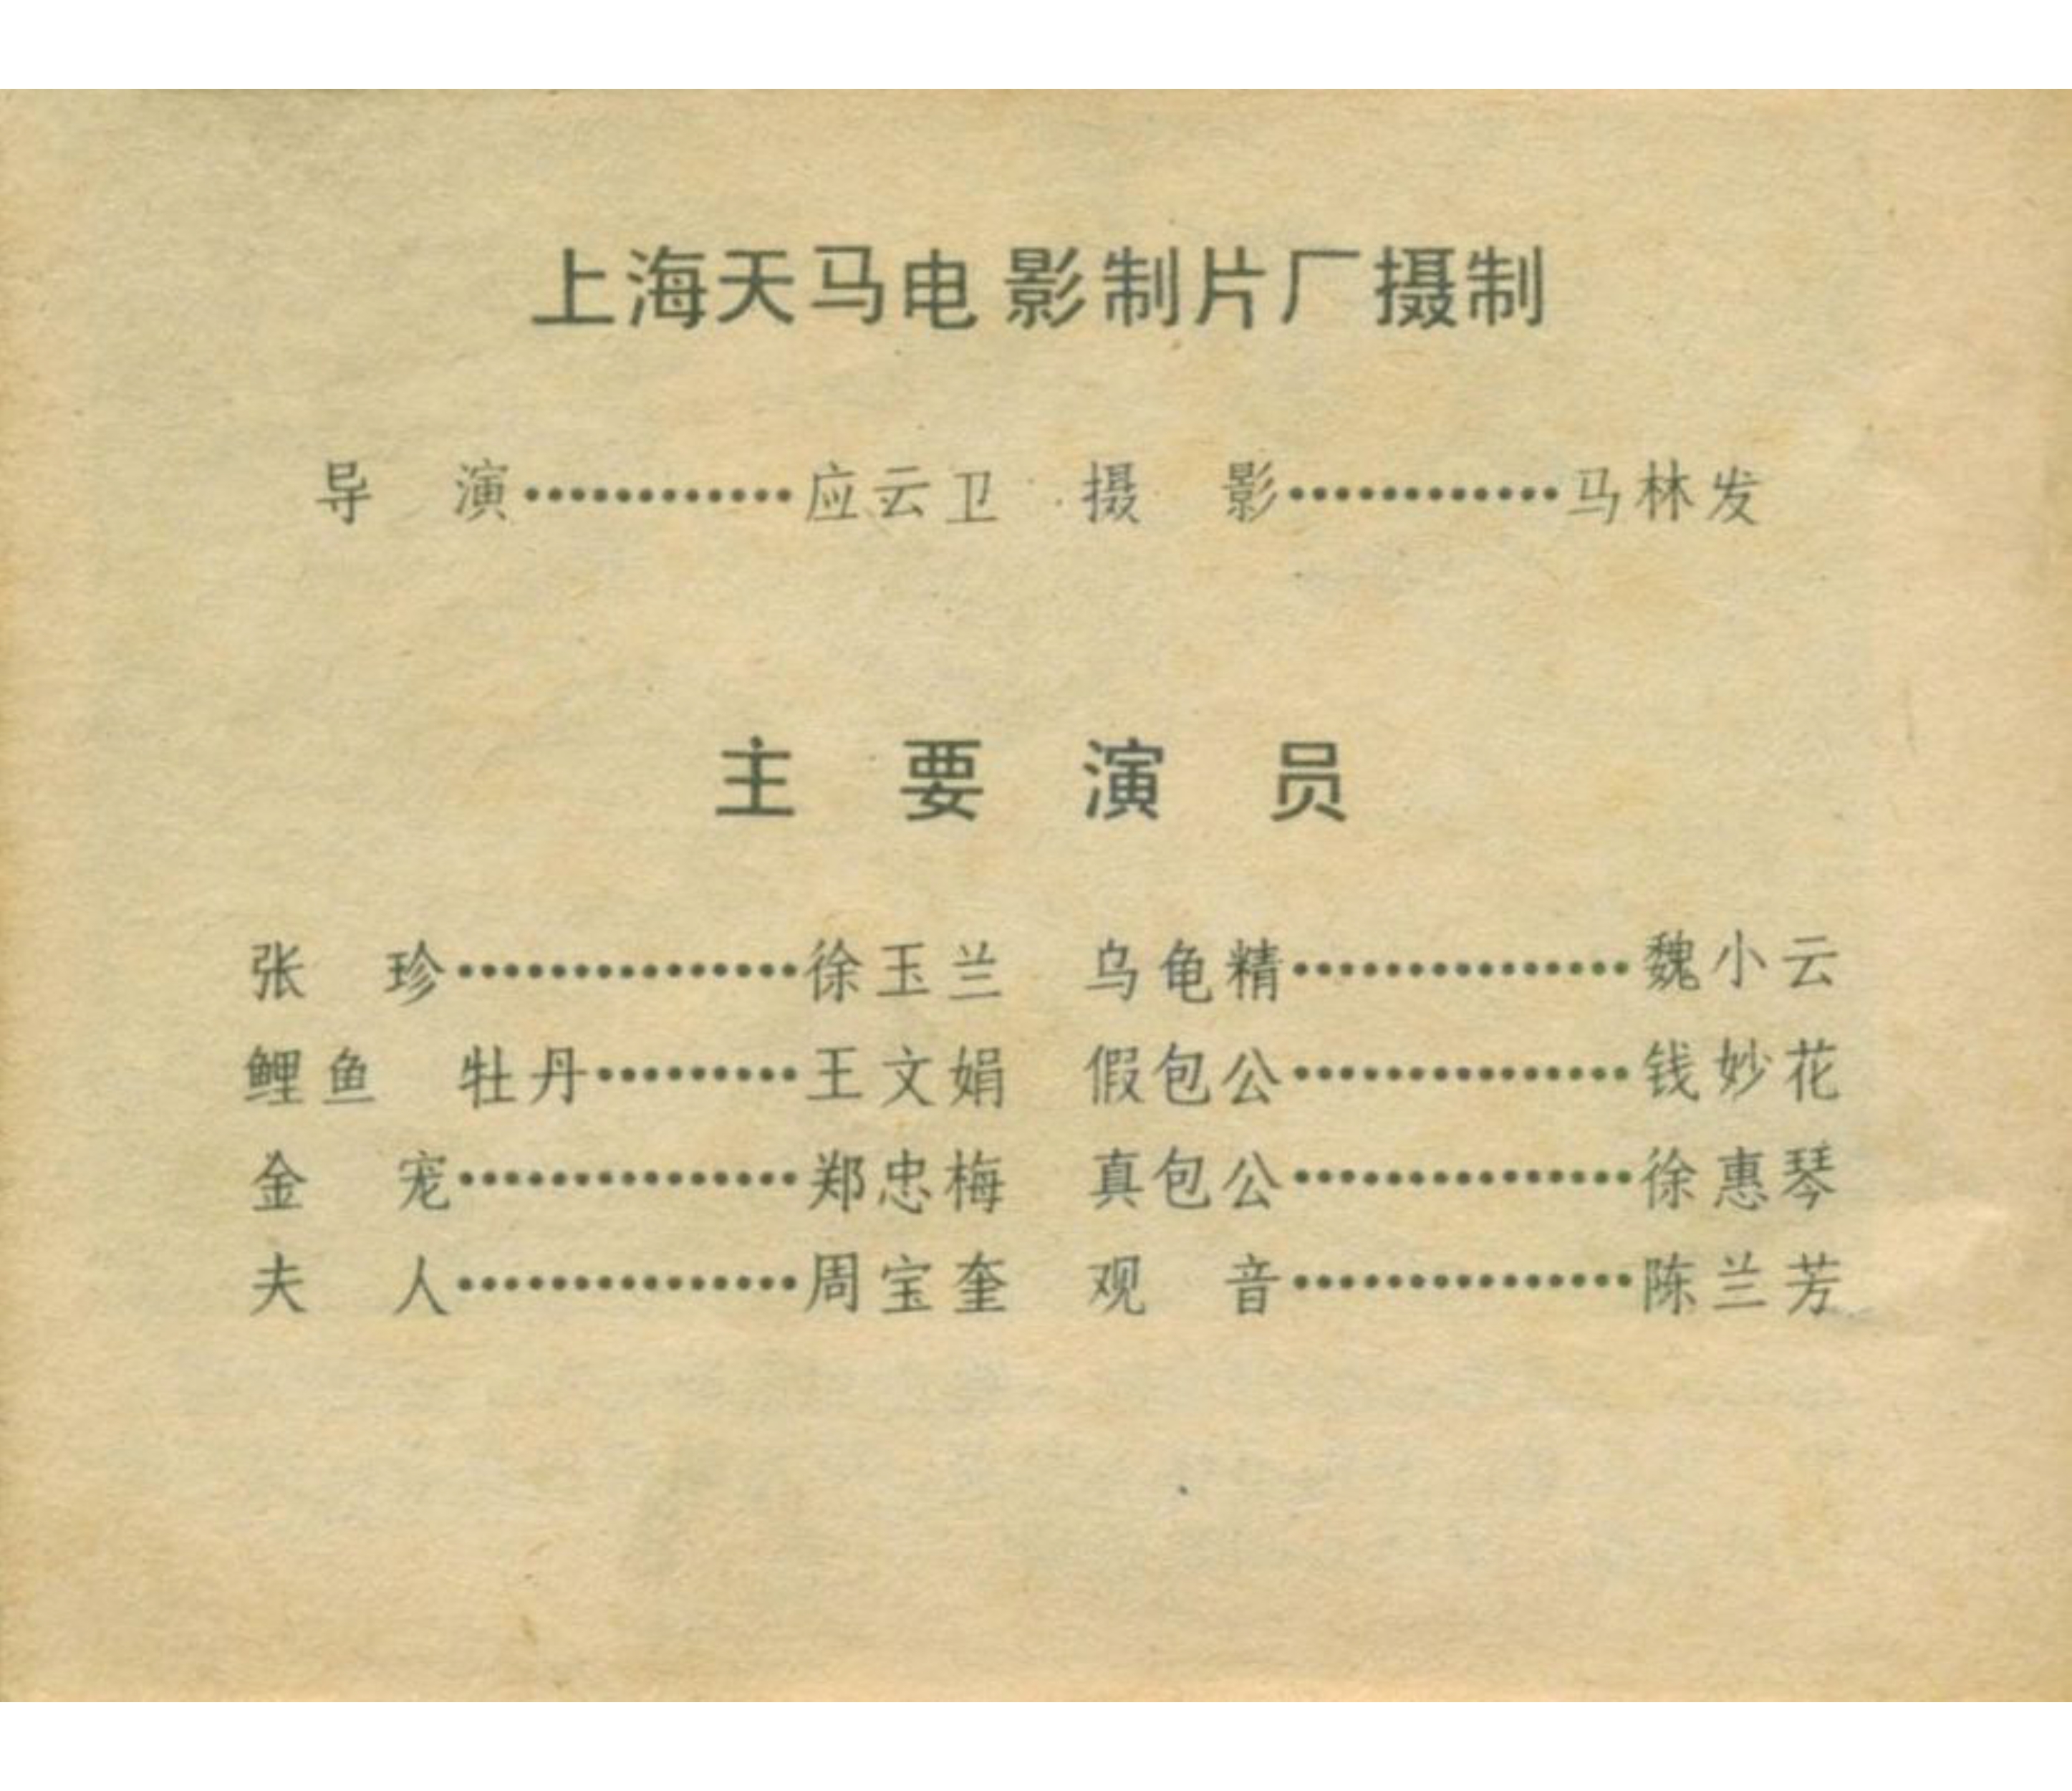 上海天马电影制片厂摄制
导 演············应云卫 摄 影············马林发
主 要 演 员
张 珍···············徐玉兰 乌龟精···············魏小云
鲤鱼 牡丹·········王文娟 假包公···············钱妙花
金 宠···············郑忠梅 真包公···············徐惠琴
夫 人···············周宝奎 观 音···············陈兰芳